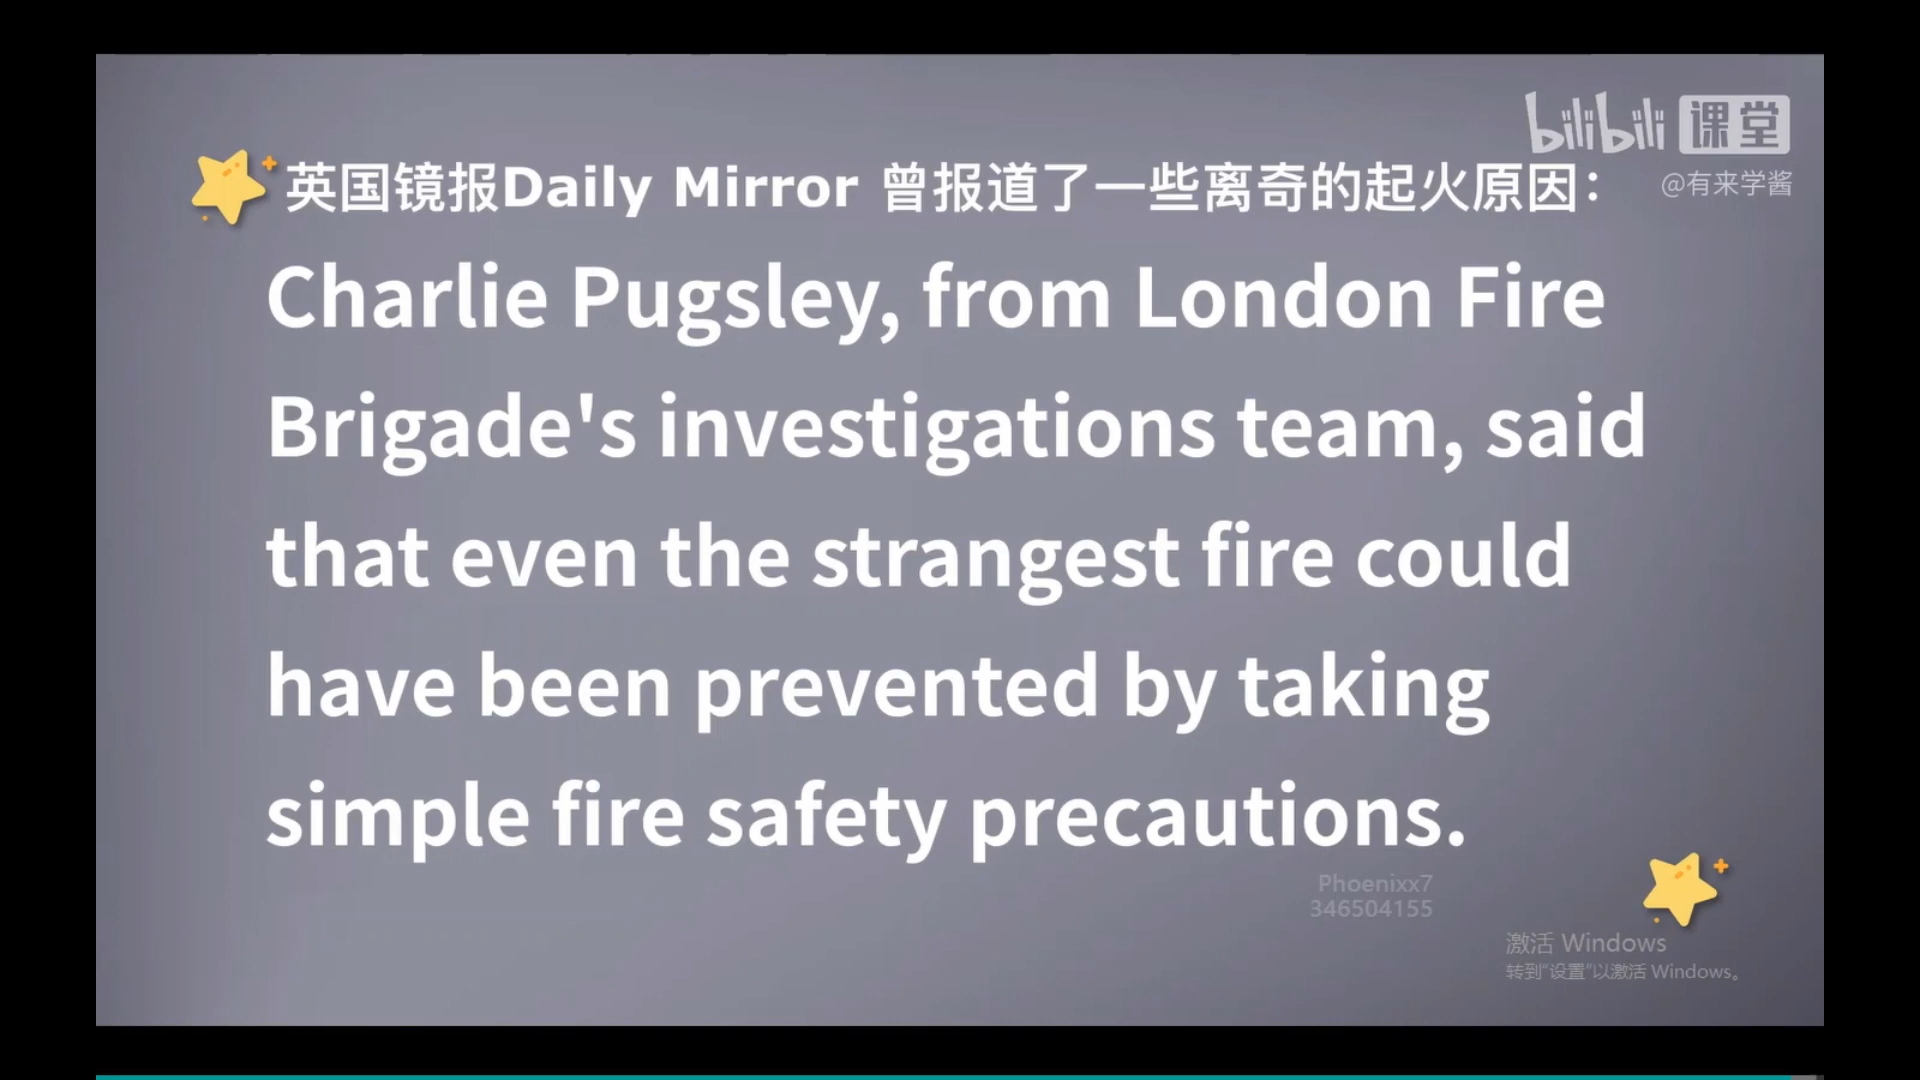 bilibili 课堂
英国镜报Daily Mirror 曾报道了一些离奇的起火原因：
@有来学酱
Charlie Pugsley, from London Fire
Brigade's investigations team, said
that even the strangest fire could
have been prevented by taking
simple fire safety precautions.
Phoenixx7
346504155
激活 Windows
转到“设置”以激活 Windows。